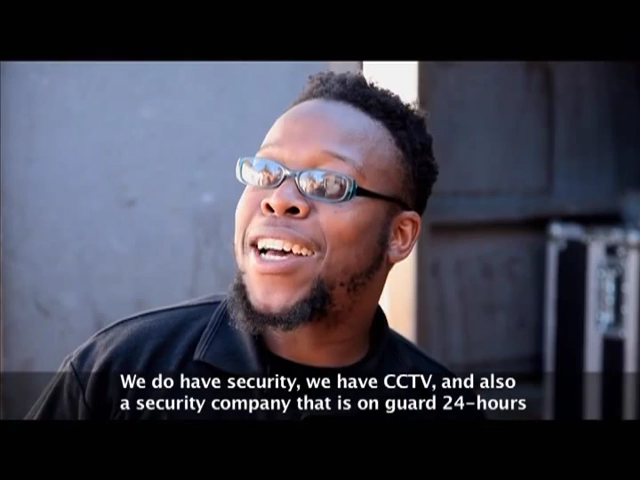 We do have security, we have CCTV, and also
a security company that is on guard 24-hours